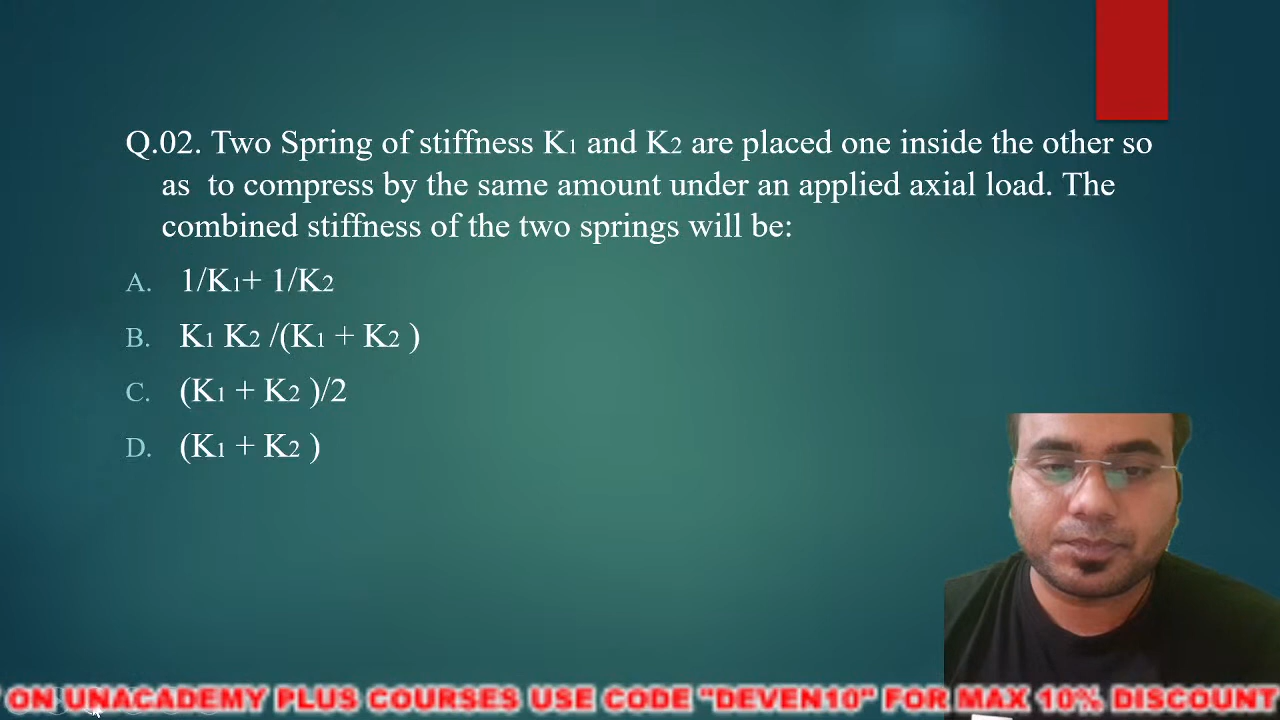 Q.02. Two Spring of stiffness K1 and K2 are placed one inside the other so
as to compress by the same amount under an applied axial load. The
combined stiffness of the two springs will be:
A. 1/K1+ 1/K2
B. K1 K2 /(K1 + K2 )
C. (K1 + K2 )/2
D. (K1 + K2 )
ON UNACADEMY PLUS COURSES USE CODE "DEVEN10" FOR MAX 10% DISCOUNT